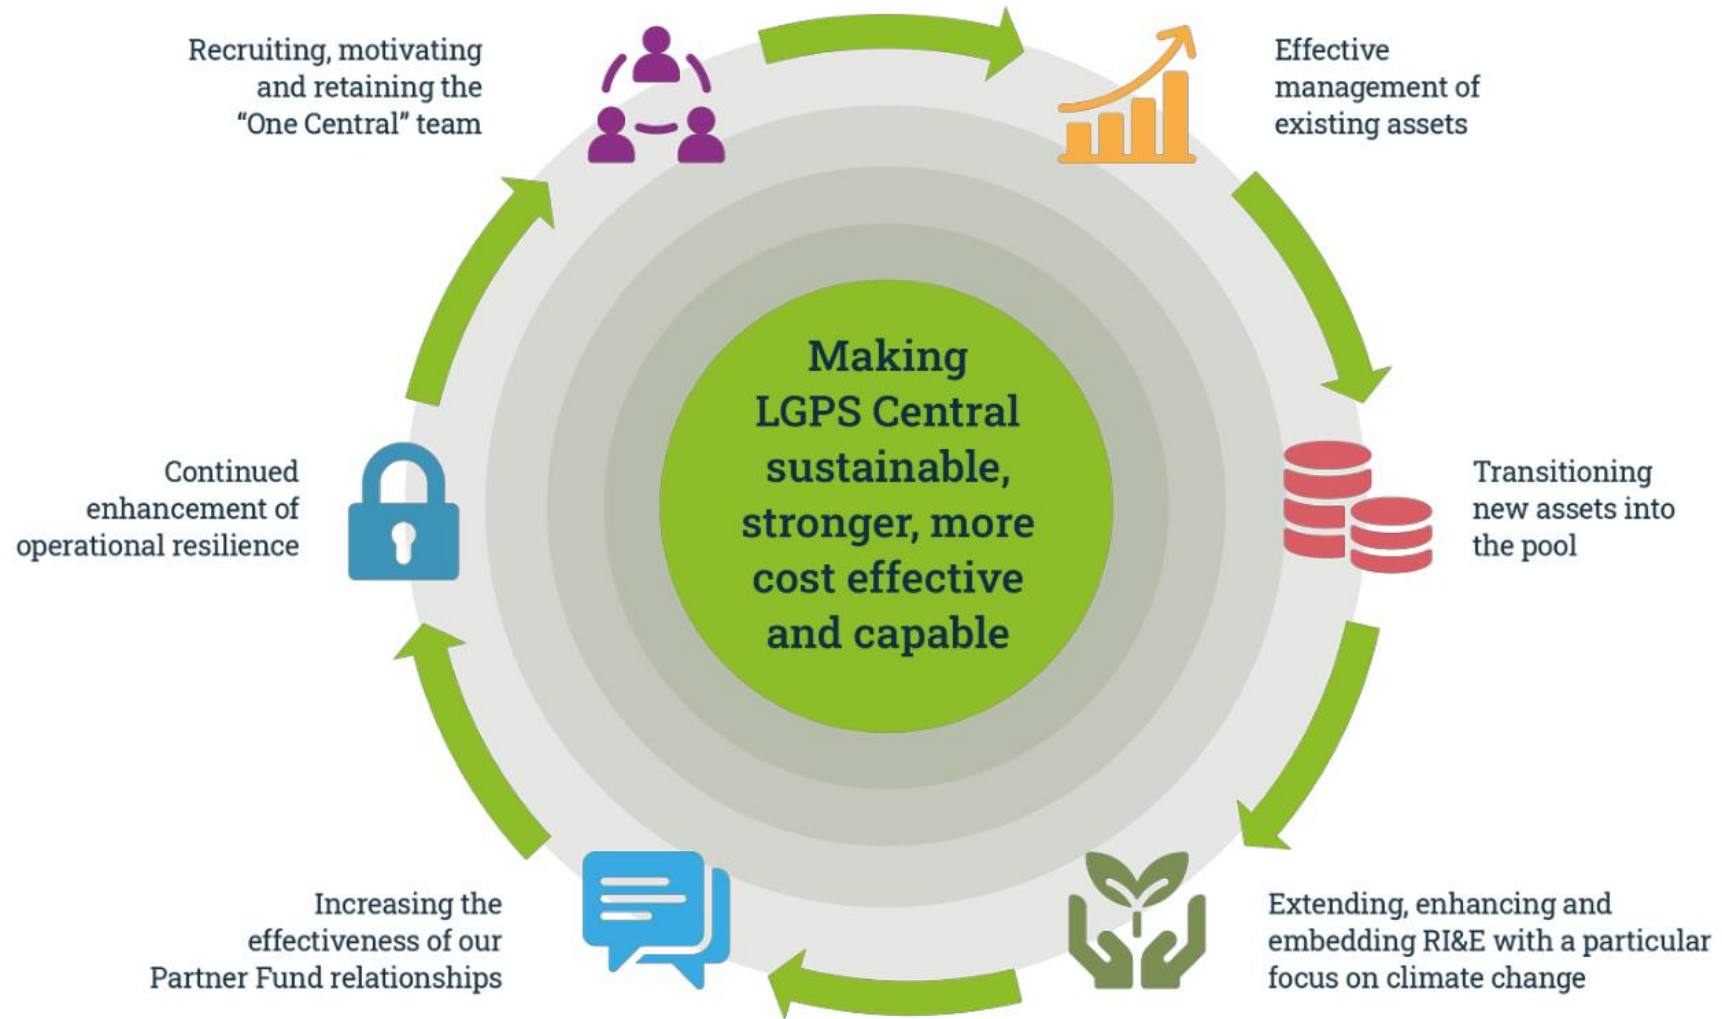 Recruiting, motivating
and retaining the
“One Central” team
Effective
management of
existing assets
Making
LGPS Central
sustainable,
stronger, more
cost effective
and capable
Continued
enhancement of
operational resilience
Transitioning
new assets into
the pool
Increasing the
effectiveness of our
Partner Fund relationships
Extending, enhancing and
embedding RI&E with a particular
focus on climate change